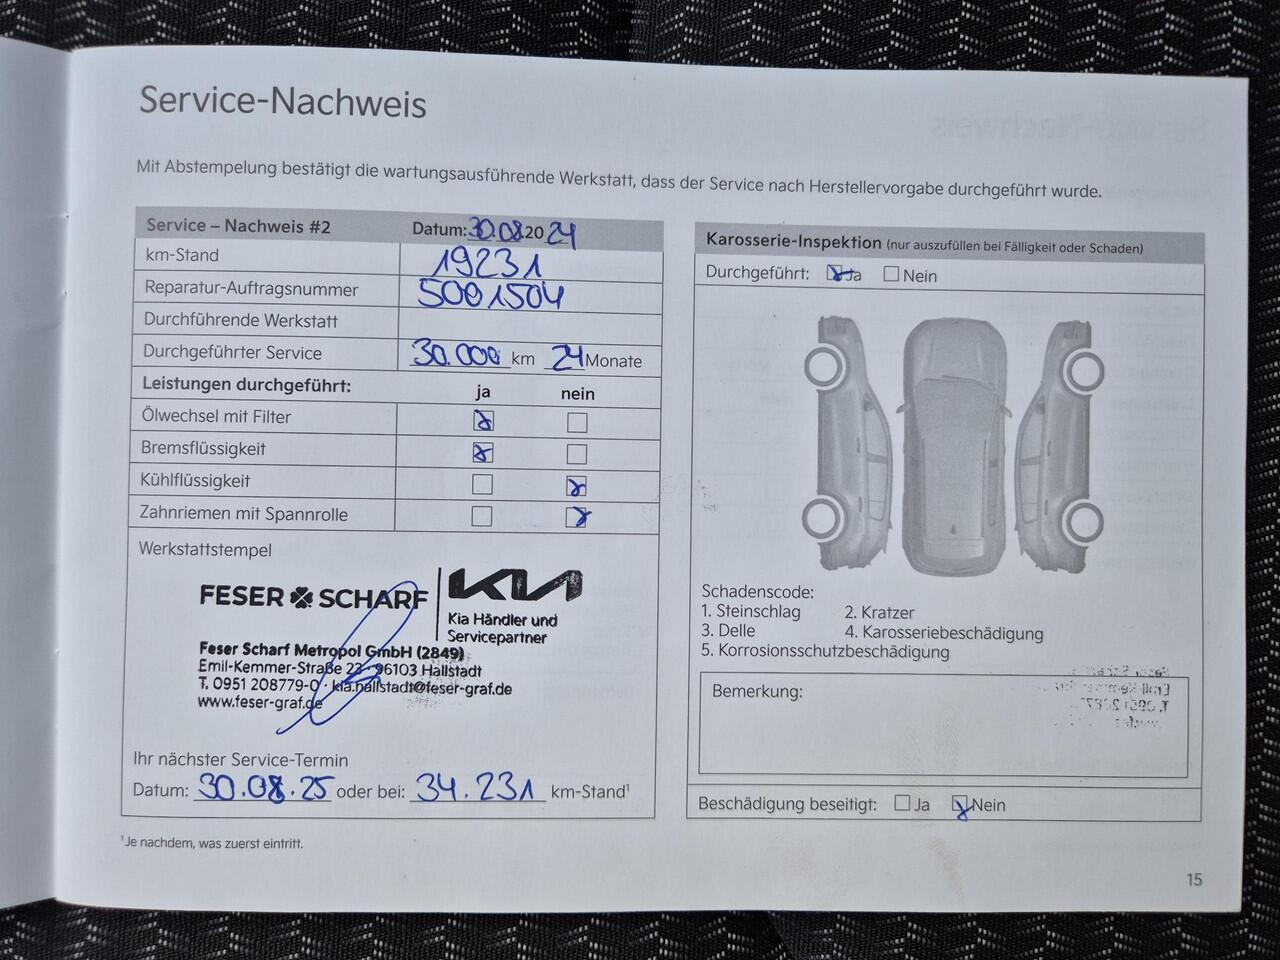 Service-Nachweis
Mit Abstempelung bestätigt die wartungsausführende Werkstatt, dass der Service nach Herstellervorgabe durchgeführt wurde.
Service – Nachweis #2 Datum: 30.08.2024
km-Stand 19231
Reparatur-Auftragsnummer 5001504
Durchführende Werkstatt
Durchgeführter Service 30.000 km 24 Monate
Leistungen durchgeführt: ja nein
Ölwechsel mit Filter
Bremsflüssigkeit
Kühlflüssigkeit
Zahnriemen mit Spannrolle
Werkstattstempel
FESER SCHARF KIA
Kia Händler und
Servicepartner
Feser Scharf Metropol GmbH (2849)
Emil-Kemmer-Straße 23 · 96103 Hallstadt
T. 0951 208779-0 · kia.hallstadt@feser-graf.de
www.feser-graf.de
Ihr nächster Service-Termin
Datum: 30.08.25 oder bei: 34.231 km-Stand¹
¹Je nachdem, was zuerst eintritt.
Karosserie-Inspektion (nur auszufüllen bei Fälligkeit oder Schaden)
Durchgeführt: Ja Nein
Schadenscode:
1. Steinschlag 2. Kratzer
3. Delle 4. Karosseriebeschädigung
5. Korrosionsschutzbeschädigung
Bemerkung:
Beschädigung beseitigt: Ja Nein
15